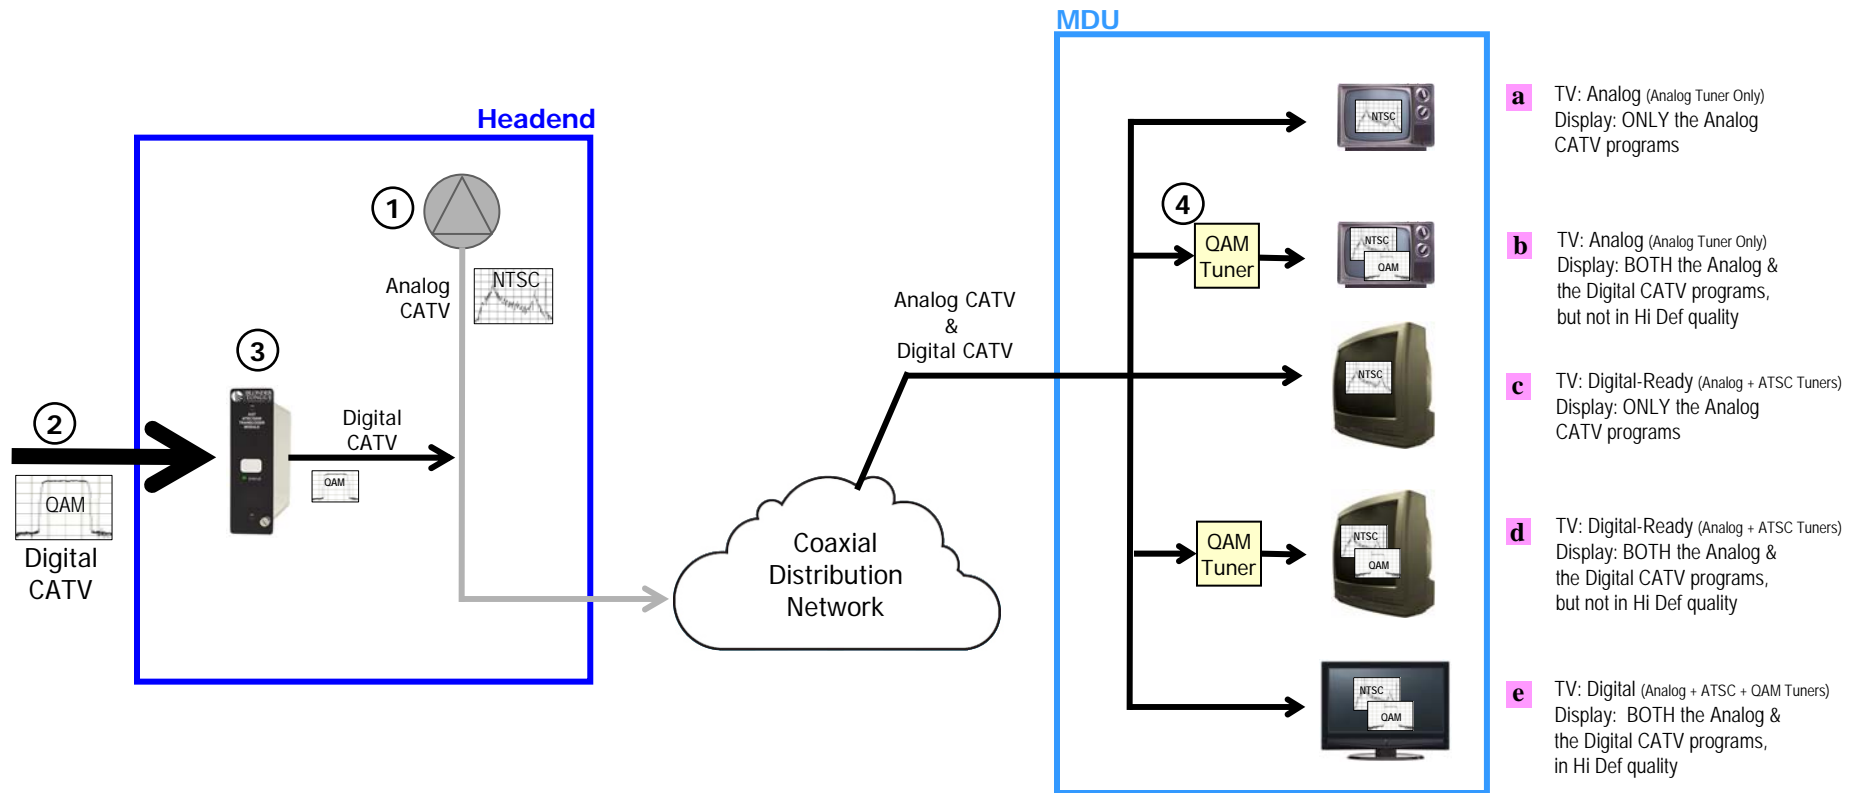 MDU
Headend
1
Analog
CATV
NTSC
3
Digital
CATV
QAM
2
QAM
Digital
CATV
Coaxial
Distribution
Network
Analog CATV
&
Digital CATV
4
QAM
Tuner
QAM
Tuner
NTSC
NTSC
QAM
NTSC
NTSC
QAM
NTSC
QAM
a
TV: Analog (Analog Tuner Only)
Display: ONLY the Analog
CATV programs
b
TV: Analog (Analog Tuner Only)
Display: BOTH the Analog &
the Digital CATV programs,
but not in Hi Def quality
c
TV: Digital-Ready (Analog + ATSC Tuners)
Display: ONLY the Analog
CATV programs
d
TV: Digital-Ready (Analog + ATSC Tuners)
Display: BOTH the Analog &
the Digital CATV programs,
but not in Hi Def quality
e
TV: Digital (Analog + ATSC + QAM Tuners)
Display: BOTH the Analog &
the Digital CATV programs,
in Hi Def quality